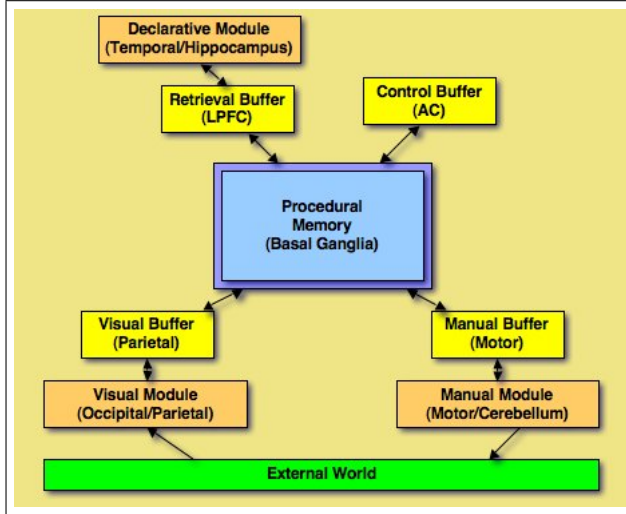 Declarative Module
(Temporal/Hippocampus)
Retrieval Buffer
(LPFC)
Control Buffer
(AC)
Procedural
Memory
(Basal Ganglia)
Visual Buffer
(Parietal)
Manual Buffer
(Motor)
Visual Module
(Occipital/Parietal)
Manual Module
(Motor/Cerebellum)
External World